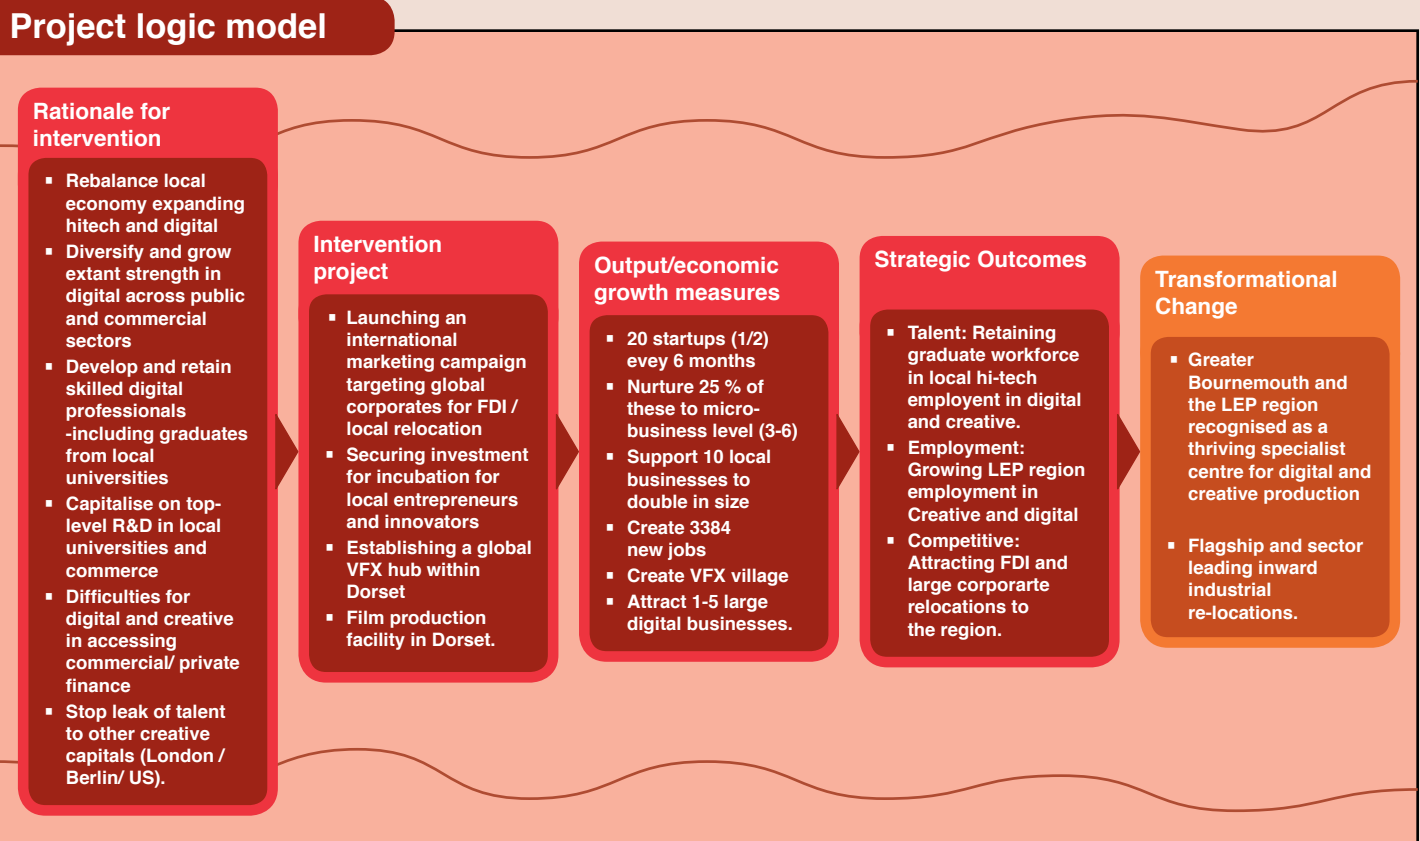 Project logic model
Rationale for
intervention
▪ Rebalance local
economy expanding
hitech and digital
▪ Diversify and grow
extant strength in
digital across public
and commercial
sectors
▪ Develop and retain
skilled digital
professionals
-including graduates
from local
universities
▪ Capitalise on top-
level R&D in local
universities and
commerce
▪ Difficulties for
digital and creative
in accessing
commercial/ private
finance
▪ Stop leak of talent
to other creative
capitals (London /
Berlin/ US).
Intervention
project
▪ Launching an
international
marketing campaign
targeting global
corporates for FDI /
local relocation
▪ Securing investment
for incubation for
local entrepreneurs
and innovators
▪ Establishing a global
VFX hub within
Dorset
▪ Film production
facility in Dorset.
Output/economic
growth measures
▪ 20 startups (1/2)
evey 6 months
▪ Nurture 25 % of
these to micro-
business level (3-6)
▪ Support 10 local
businesses to
double in size
▪ Create 3384
new jobs
▪ Create VFX village
▪ Attract 1-5 large
digital businesses.
Strategic Outcomes
▪ Talent: Retaining
graduate workforce
in local hi-tech
employent in digital
and creative.
▪ Employment:
Growing LEP region
employment in
Creative and digital
▪ Competitive:
Attracting FDI and
large corporarte
relocations to
the region.
Transformational
Change
▪ Greater
Bournemouth and
the LEP region
recognised as a
thriving specialist
centre for digital and
creative production
▪ Flagship and sector
leading inward
industrial
re-locations.